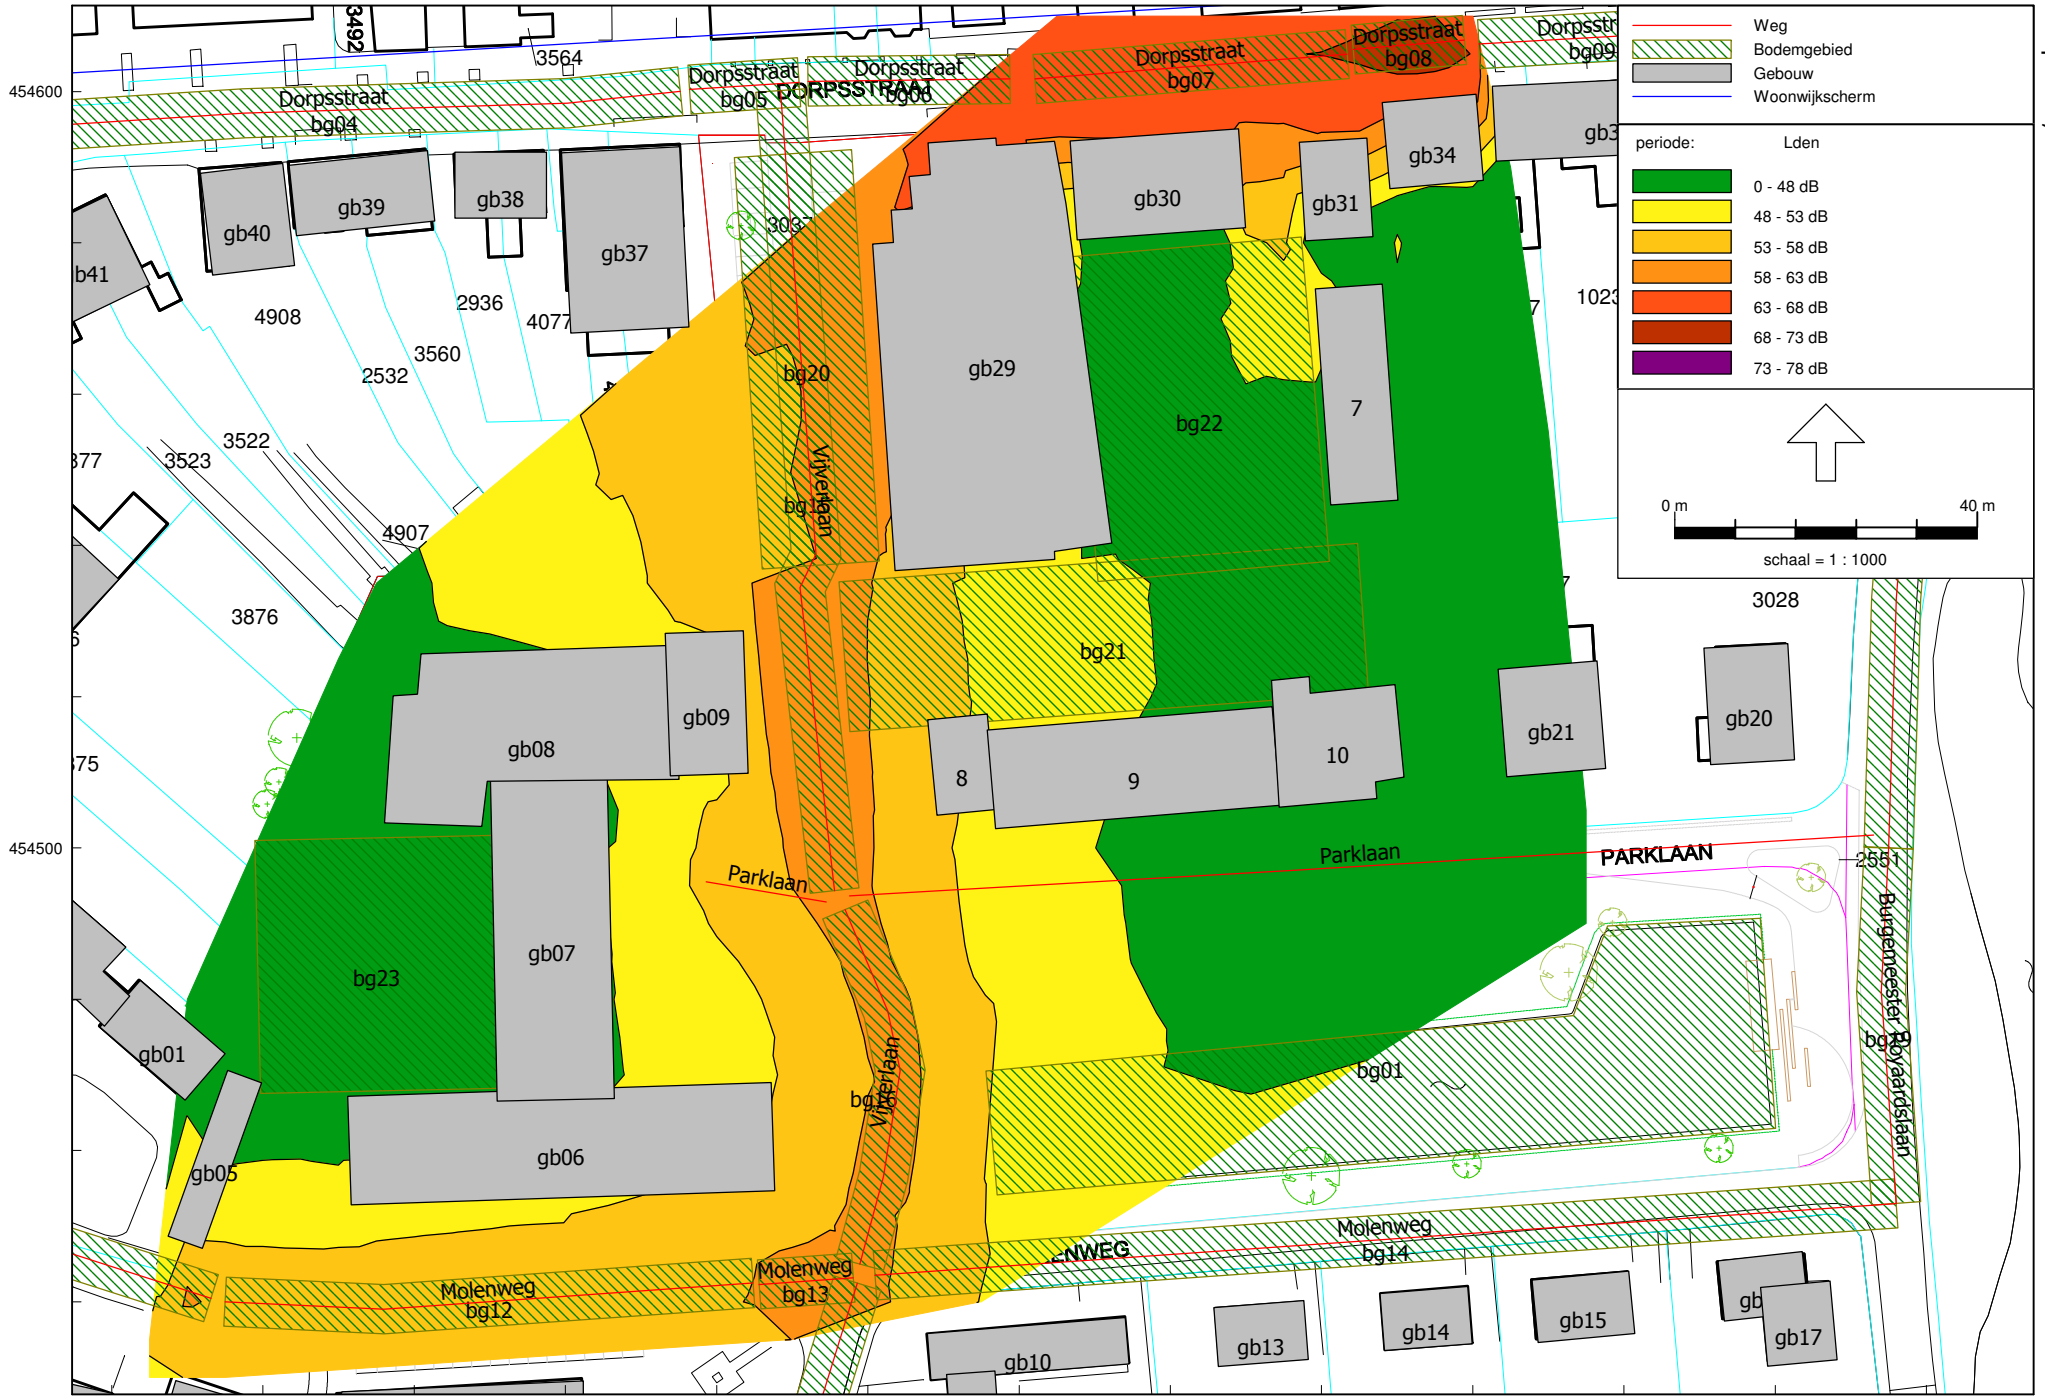 3492
3564
Dorpsstraat
bg04
Dorpsstraat
bg05
Dorpsstraat
bg06
DORPSSTRAAT
Dorpsstraat
bg07
Dorpsstraat
bg08
bg09
454600
Weg
Bodemgebied
Gebouw
Woonwijkscherm
periode:
Lden
0 - 48 dB
48 - 53 dB
53 - 58 dB
58 - 63 dB
63 - 68 dB
68 - 73 dB
73 - 78 dB
0 m
40 m
schaal = 1 : 1000
gb40
gb39
gb38
gb37
3037
gb30
gb31
gb34
4908
2936
4077
3560
2532
3522
3523
4907
3876
bg20
gb29
bg22
7
Vijverlaan
bg21
3028
gb08
gb09
8
9
10
gb21
gb20
454500
Parklaan
Parklaan
PARKLAAN
2551
bg23
gb07
Burgemeester Royaardslaan
gb01
Vijverlaan
bg16
bg01
gb05
gb06
Molenweg
bg12
Molenweg
bg13
Molenweg
bg14
gb10
gb13
gb14
gb15
gb17